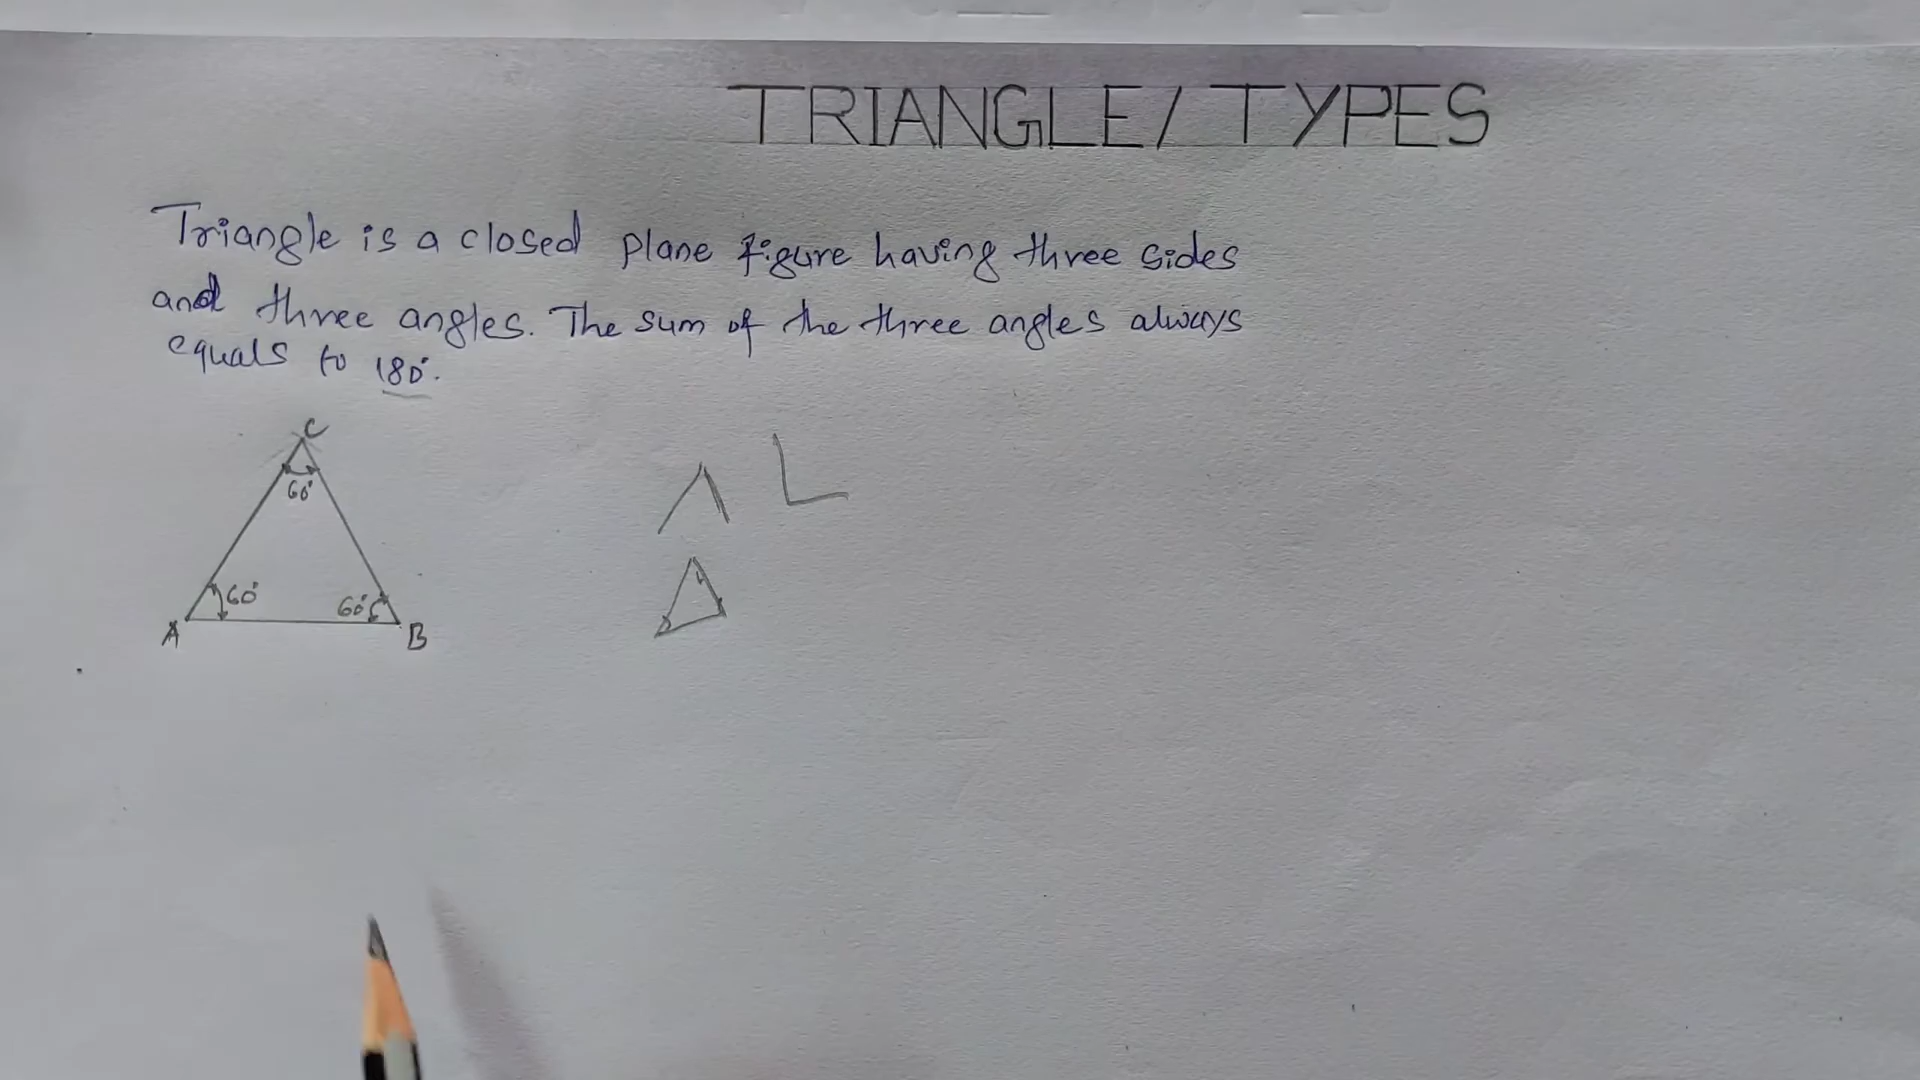 TRIANGLE / TYPES
Triangle is a closed plane figure having three sides
and three angles. The sum of the three angles always
equals to 180°.
C
60°
60°
60°
A
B